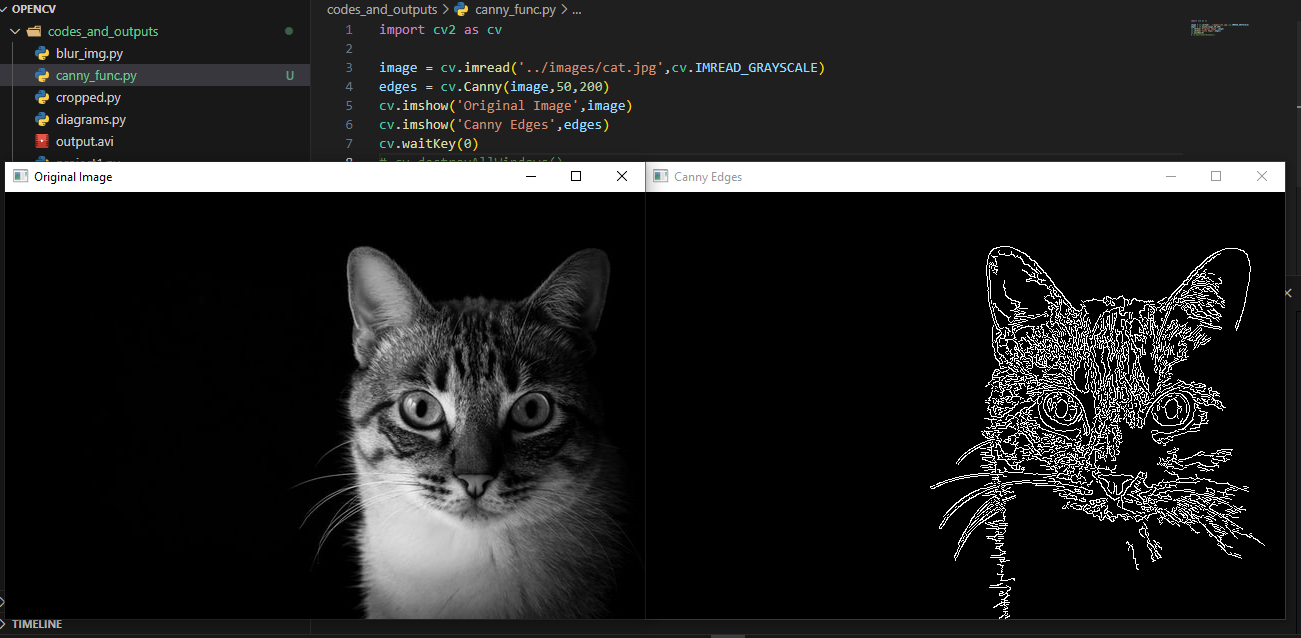 OPENCV
codes_and_outputs
blur_img.py
canny_func.py U
cropped.py
diagrams.py
output.avi
codes_and_outputs > canny_func.py > ...
1 import cv2 as cv
2
3 image = cv.imread('../images/cat.jpg',cv.IMREAD_GRAYSCALE)
4 edges = cv.Canny(image,50,200)
5 cv.imshow('Original Image',image)
6 cv.imshow('Canny Edges',edges)
7 cv.waitKey(0)
8 # cv.destroyAllWindows()
Original Image
Canny Edges
TIMELINE